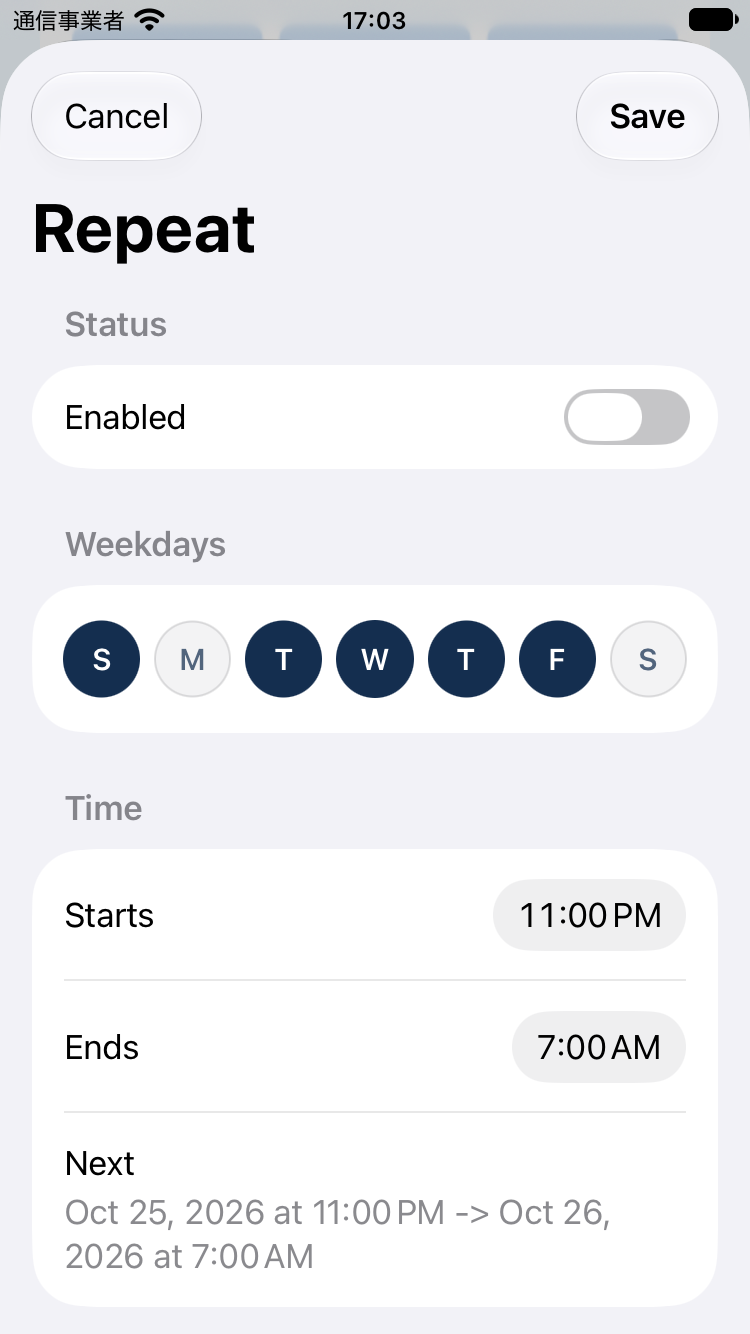 通信事業者 17:03
Cancel Save
Repeat
Status
Enabled
Weekdays
S M T W T F S
Time
Starts 11:00 PM
Ends 7:00 AM
Next
Oct 25, 2026 at 11:00 PM -> Oct 26,
2026 at 7:00 AM